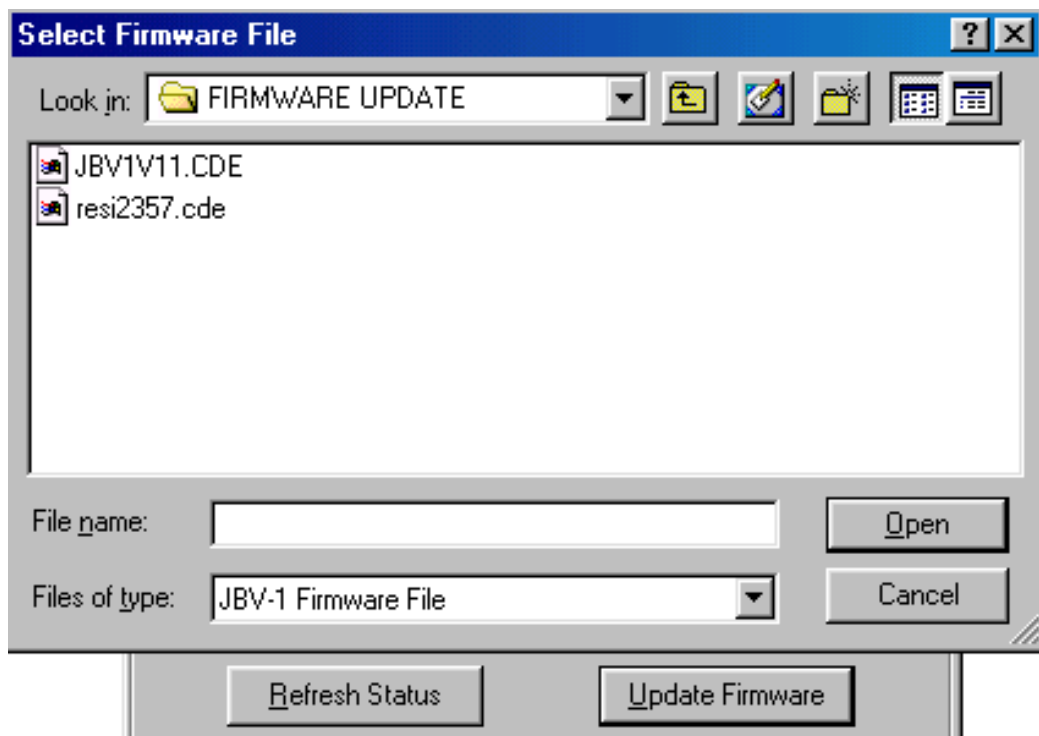 Select Firmware File
Look in: FIRMWARE UPDATE
JBV1V11.CDE
resi2357.cde
File name: Open
Files of type: JBV-1 Firmware File Cancel
Refresh Status Update Firmware